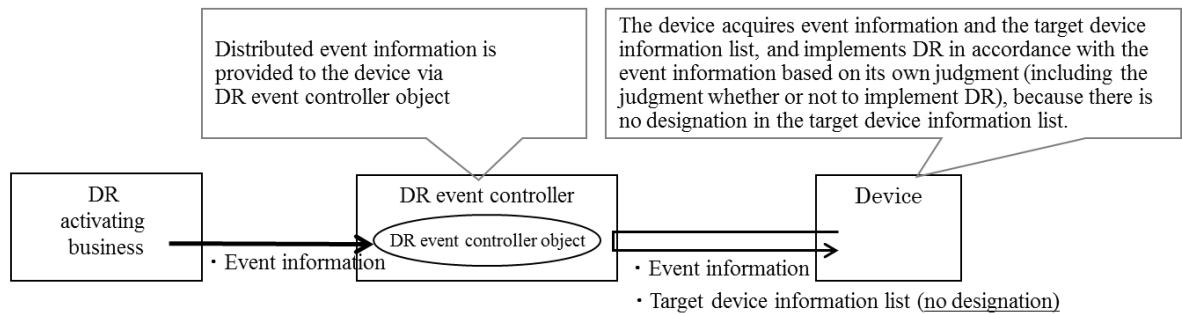 Distributed event information is
provided to the device via
DR event controller object
The device acquires event information and the target device
information list, and implements DR in accordance with the
event information based on its own judgment (including the
judgment whether or not to implement DR), because there is
no designation in the target device information list.
DR
activating
business
・Event information
DR event controller
DR event controller object
Device
・Event information
・Target device information list (no designation)